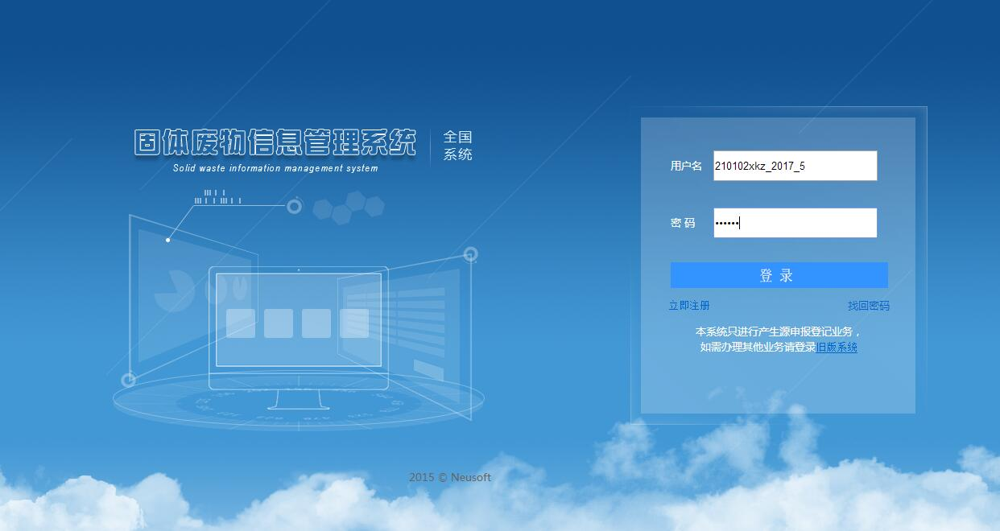 固体废物信息管理系统
全国
系统
Solid waste information management system
用户名 210102xkz_2017_5
密 码 ••••••
登 录
立即注册 找回密码
本系统只进行产生源申报登记业务，
如需办理其他业务请登录旧版系统
2015 © Neusoft